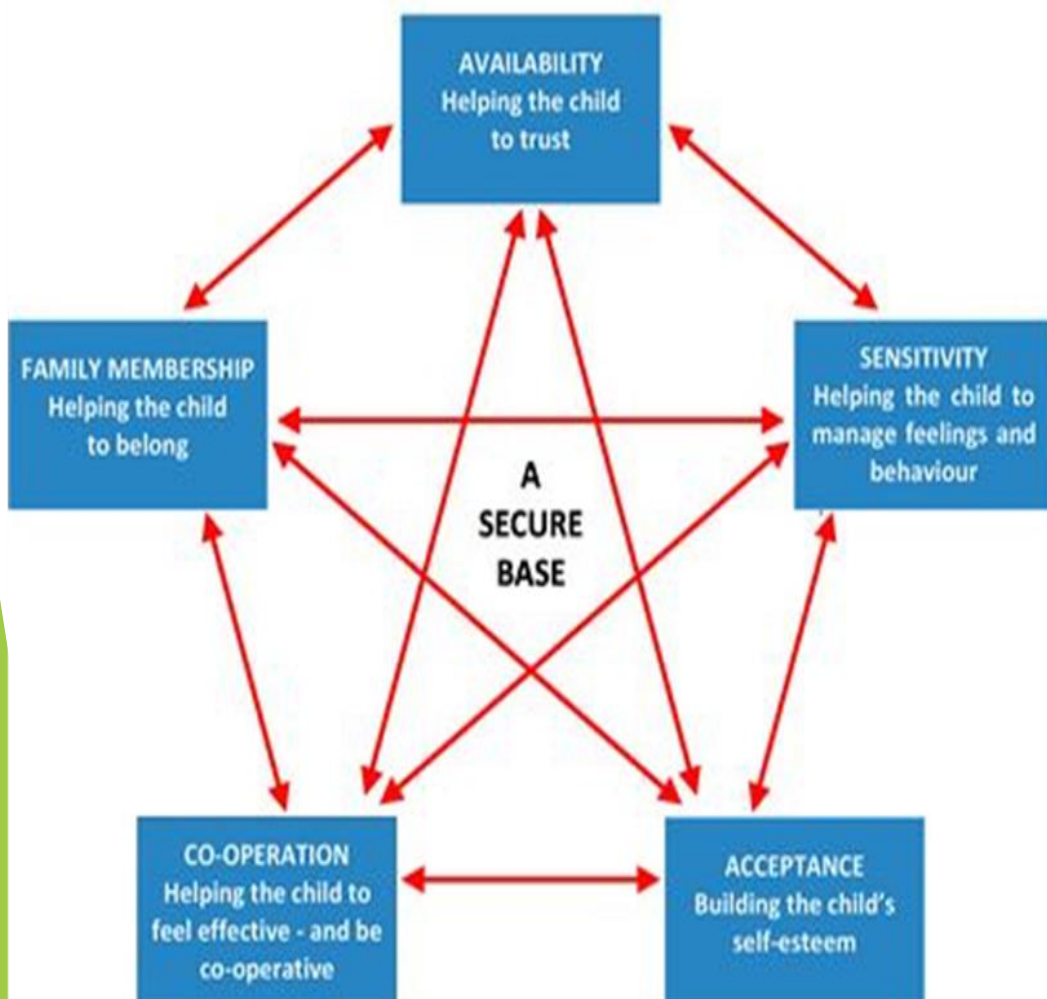 AVAILABILITY
Helping the child
to trust
FAMILY MEMBERSHIP
Helping the child
to belong
SENSITIVITY
Helping the child to
manage feelings and
behaviour
A
SECURE
BASE
CO-OPERATION
Helping the child to
feel effective - and be
co-operative
ACCEPTANCE
Building the child's
self-esteem